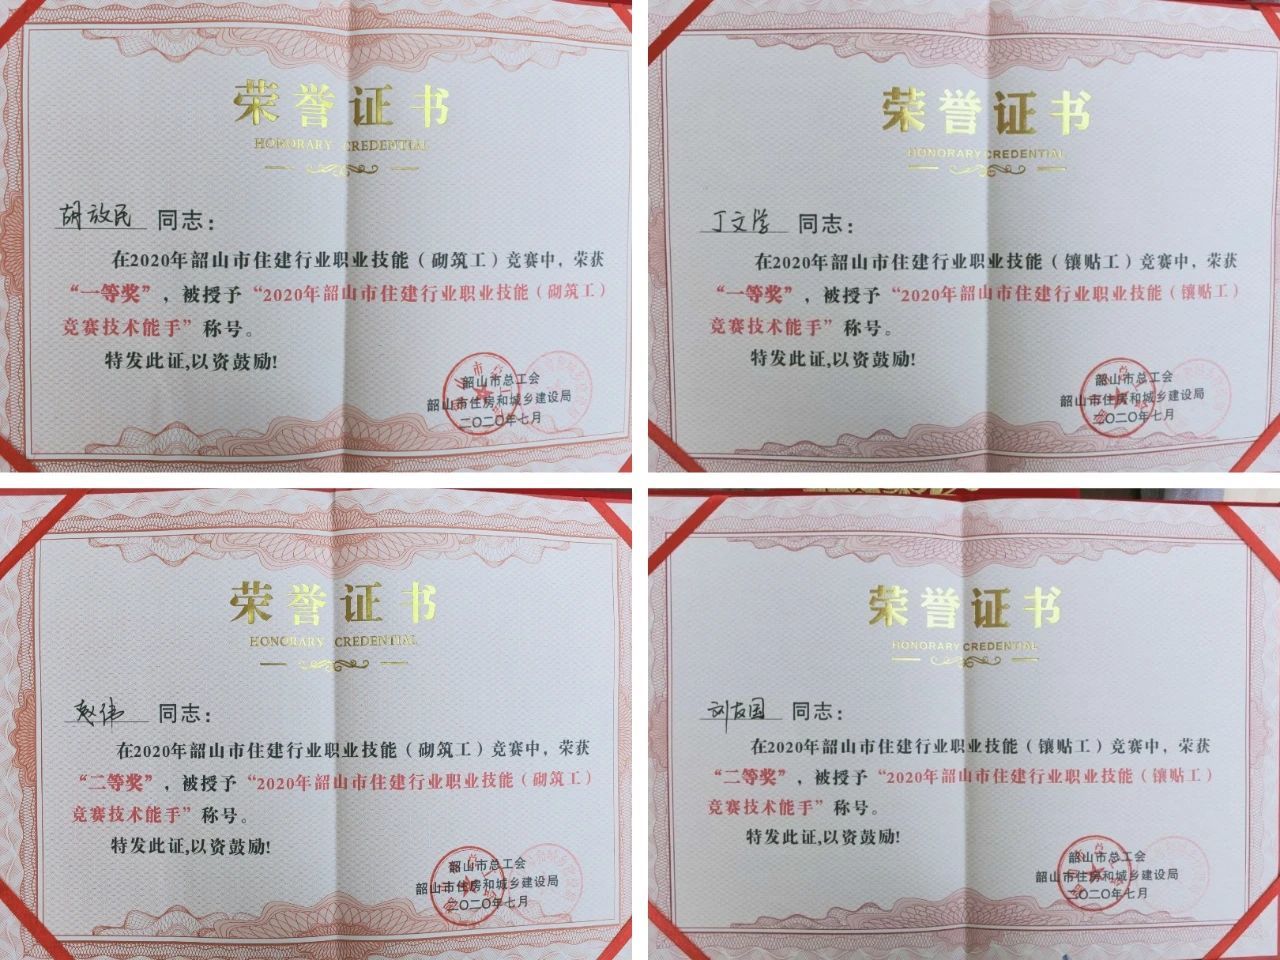 荣誉证书
HONORARY CREDENTIAL
胡放民 同志：
在2020年韶山市住建行业职业技能（砌筑工）竞赛中，荣获
“一等奖”，被授予“2020年韶山市住建行业职业技能（砌筑工）
竞赛技术能手”称号。
特发此证,以资鼓励!
韶山市总工会
韶山市住房和城乡建设局
二〇二〇年七月
荣誉证书
HONORARY CREDENTIAL
丁文学 同志：
在2020年韶山市住建行业职业技能（镶贴工）竞赛中，荣获
“一等奖”，被授予“2020年韶山市住建行业职业技能（镶贴工）
竞赛技术能手”称号。
特发此证,以资鼓励!
韶山市总工会
韶山市住房和城乡建设局
二〇二〇年七月
荣誉证书
HONORARY CREDENTIAL
赵伟 同志：
在2020年韶山市住建行业职业技能（砌筑工）竞赛中，荣获
“二等奖”，被授予“2020年韶山市住建行业职业技能（砌筑工）
竞赛技术能手”称号。
特发此证,以资鼓励!
韶山市总工会
韶山市住房和城乡建设局
二〇二〇年七月
荣誉证书
HONORARY CREDENTIAL
刘友国 同志：
在2020年韶山市住建行业职业技能（镶贴工）竞赛中，荣获
“二等奖”，被授予“2020年韶山市住建行业职业技能（镶贴工）
竞赛技术能手”称号。
特发此证,以资鼓励!
韶山市总工会
韶山市住房和城乡建设局
二〇二〇年七月